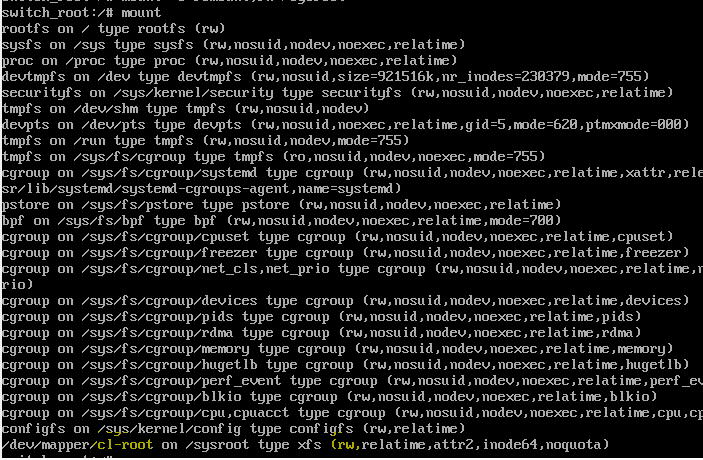 switch_root:/# mount
rootfs on / type rootfs (rw)
sysfs on /sys type sysfs (rw,nosuid,nodev,noexec,relatime)
proc on /proc type proc (rw,nosuid,nodev,noexec,relatime)
devtmpfs on /dev type devtmpfs (rw,nosuid,size=921516k,nr_inodes=230379,mode=755)
securityfs on /sys/kernel/security type securityfs (rw,nosuid,nodev,noexec,relatime)
tmpfs on /dev/shm type tmpfs (rw,nosuid,nodev)
devpts on /dev/pts type devpts (rw,nosuid,noexec,relatime,gid=5,mode=620,ptmxmode=000)
tmpfs on /run type tmpfs (rw,nosuid,nodev,mode=755)
tmpfs on /sys/fs/cgroup type tmpfs (ro,nosuid,nodev,noexec,mode=755)
cgroup on /sys/fs/cgroup/systemd type cgroup (rw,nosuid,nodev,noexec,relatime,xattr,rele
sr/lib/systemd/systemd-cgroups-agent,name=systemd)
pstore on /sys/fs/pstore type pstore (rw,nosuid,nodev,noexec,relatime)
bpf on /sys/fs/bpf type bpf (rw,nosuid,nodev,noexec,relatime,mode=700)
cgroup on /sys/fs/cgroup/cpuset type cgroup (rw,nosuid,nodev,noexec,relatime,cpuset)
cgroup on /sys/fs/cgroup/freezer type cgroup (rw,nosuid,nodev,noexec,relatime,freezer)
cgroup on /sys/fs/cgroup/net_cls,net_prio type cgroup (rw,nosuid,nodev,noexec,relatime,n
rio)
cgroup on /sys/fs/cgroup/devices type cgroup (rw,nosuid,nodev,noexec,relatime,devices)
cgroup on /sys/fs/cgroup/pids type cgroup (rw,nosuid,nodev,noexec,relatime,pids)
cgroup on /sys/fs/cgroup/rdma type cgroup (rw,nosuid,nodev,noexec,relatime,rdma)
cgroup on /sys/fs/cgroup/memory type cgroup (rw,nosuid,nodev,noexec,relatime,memory)
cgroup on /sys/fs/cgroup/hugetlb type cgroup (rw,nosuid,nodev,noexec,relatime,hugetlb)
cgroup on /sys/fs/cgroup/perf_event type cgroup (rw,nosuid,nodev,noexec,relatime,perf_ev
cgroup on /sys/fs/cgroup/blkio type cgroup (rw,nosuid,nodev,noexec,relatime,blkio)
cgroup on /sys/fs/cgroup/cpu,cpuacct type cgroup (rw,nosuid,nodev,noexec,relatime,cpu,cp
configfs on /sys/kernel/config type configfs (rw,relatime)
/dev/mapper/cl-root on /sysroot type xfs (rw,relatime,attr2,inode64,noquota)